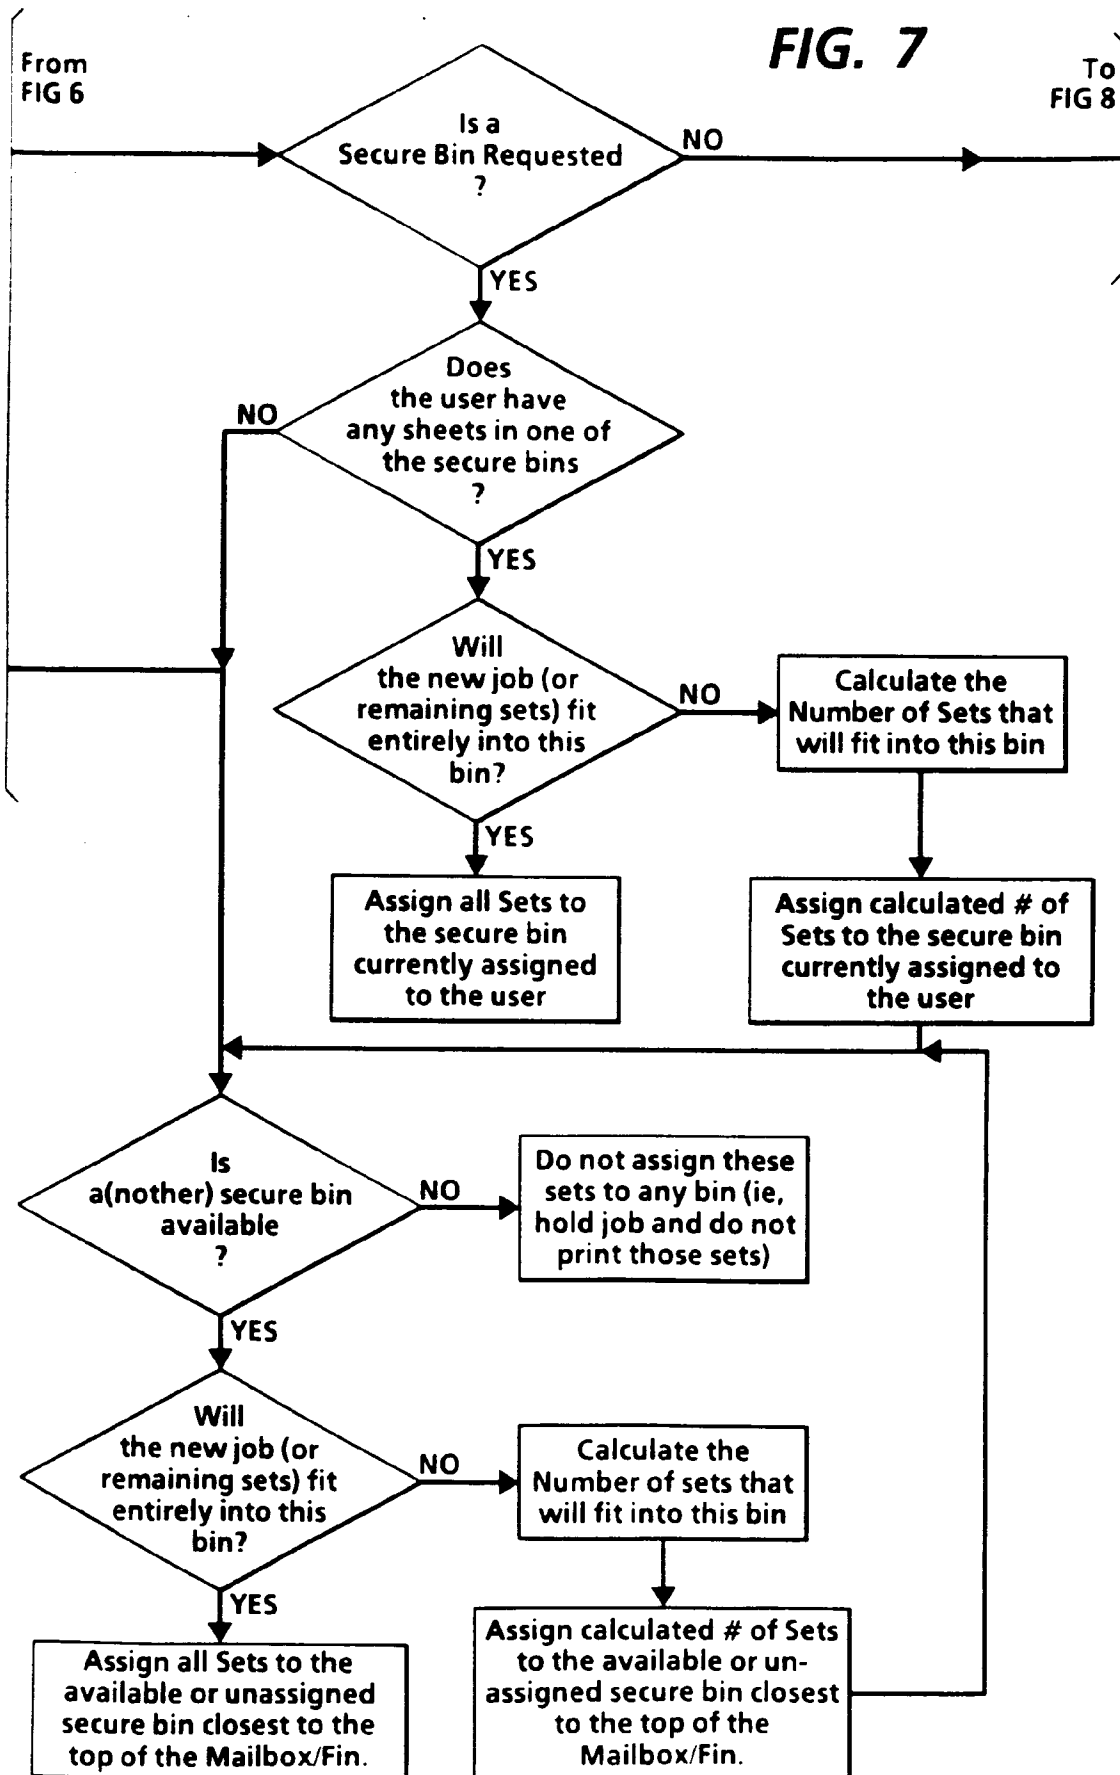 FIG. 7
From
FIG 6
To
FIG 8
Is a
Secure Bin Requested
?
NO
YES
Does
the user have
any sheets in one of
the secure bins
?
NO
YES
Will
the new job (or
remaining sets) fit
entirely into this
bin?
NO
Calculate the
Number of Sets that
will fit into this bin
YES
Assign all Sets to
the secure bin
currently assigned
to the user
Assign calculated # of
Sets to the secure bin
currently assigned to
the user
Is
a(nother) secure bin
available
?
NO
Do not assign these
sets to any bin (ie,
hold job and do not
print those sets)
YES
Will
the new job (or
remaining sets) fit
entirely into this
bin?
NO
Calculate the
Number of sets that
will fit into this bin
YES
Assign all Sets to the
available or unassigned
secure bin closest to the
top of the Mailbox/Fin.
Assign calculated # of Sets
to the available or un-
assigned secure bin closest
to the top of the
Mailbox/Fin.